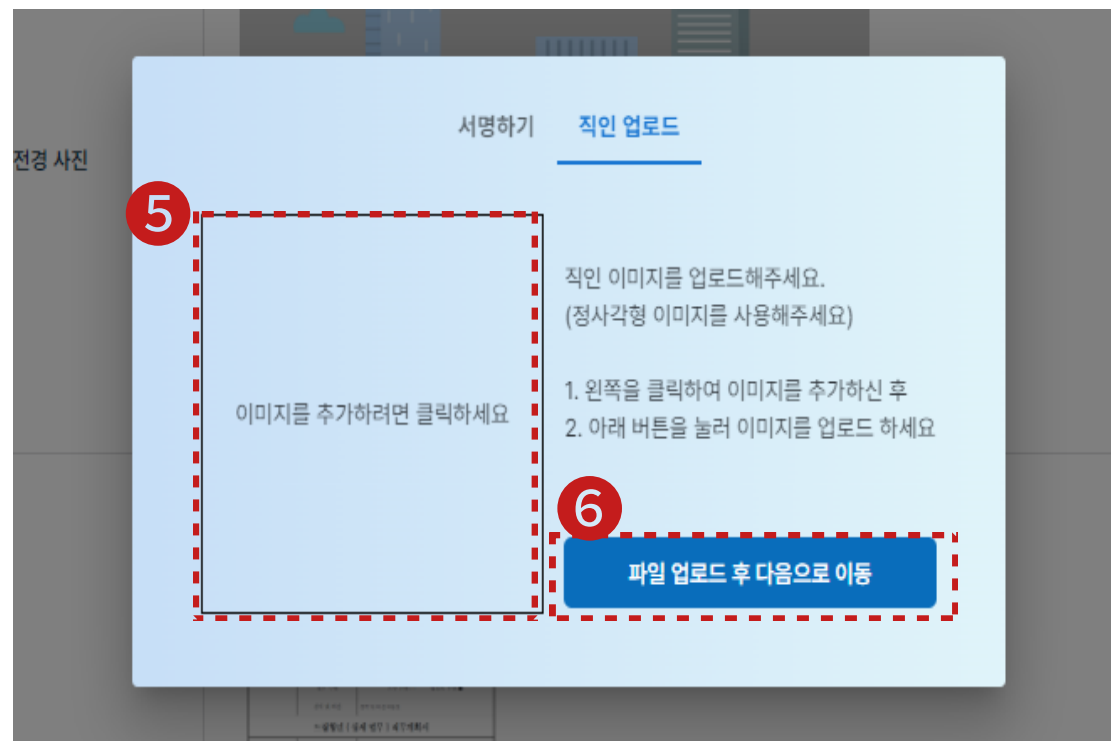 서명하기
직인 업로드
전경 사진
5
직인 이미지를 업로드해주세요.
(정사각형 이미지를 사용해주세요)
1. 왼쪽을 클릭하여 이미지를 추가하신 후
이미지를 추가하려면 클릭하세요
2. 아래 버튼을 눌러 이미지를 업로드 하세요
6
파일 업로드 후 다음으로 이동